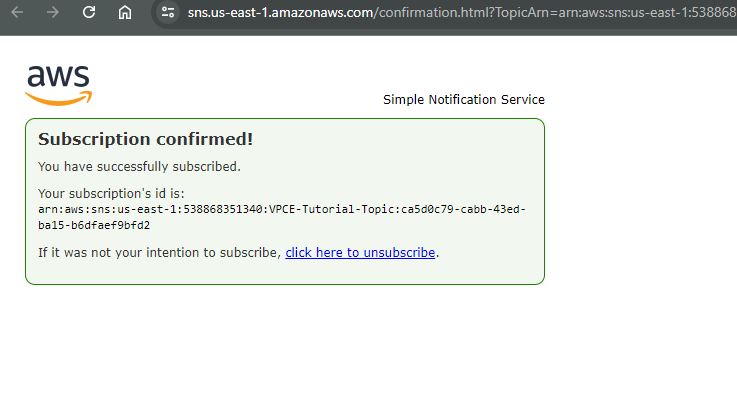 sns.us-east-1.amazonaws.com/confirmation.html?TopicArn=arn:aws:sns:us-east-1:538868
aws
Simple Notification Service
Subscription confirmed!
You have successfully subscribed.
Your subscription's id is:
arn:aws:sns:us-east-1:538868351340:VPCE-Tutorial-Topic:ca5d0c79-cabb-43ed-
ba15-b6dfaef9bfd2
If it was not your intention to subscribe, click here to unsubscribe.